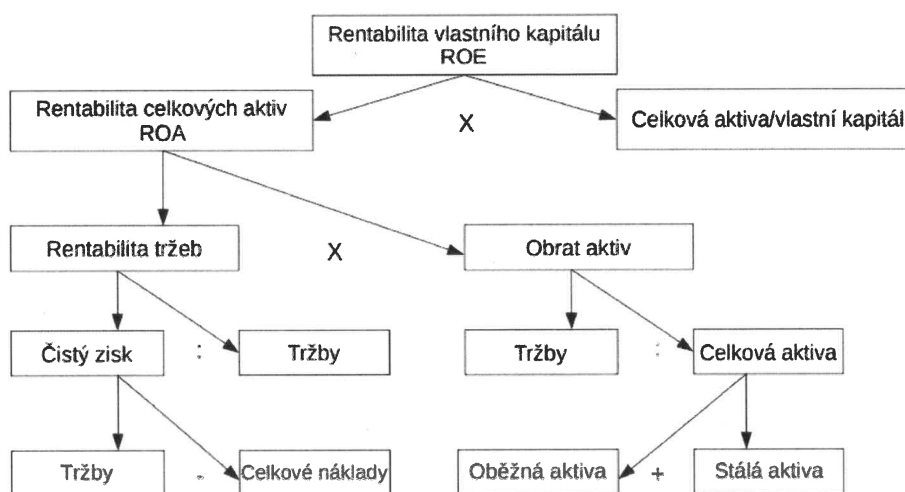 Rentabilita vlastního kapitálu
ROE
Rentabilita celkových aktiv
ROA
X
Celková aktiva/vlastní kapitál
Rentabilita tržeb
X
Obrat aktiv
Čistý zisk
:
Tržby
Tržby
:
Celková aktiva
Tržby
-
Celkové náklady
Oběžná aktiva
+
Stálá aktiva